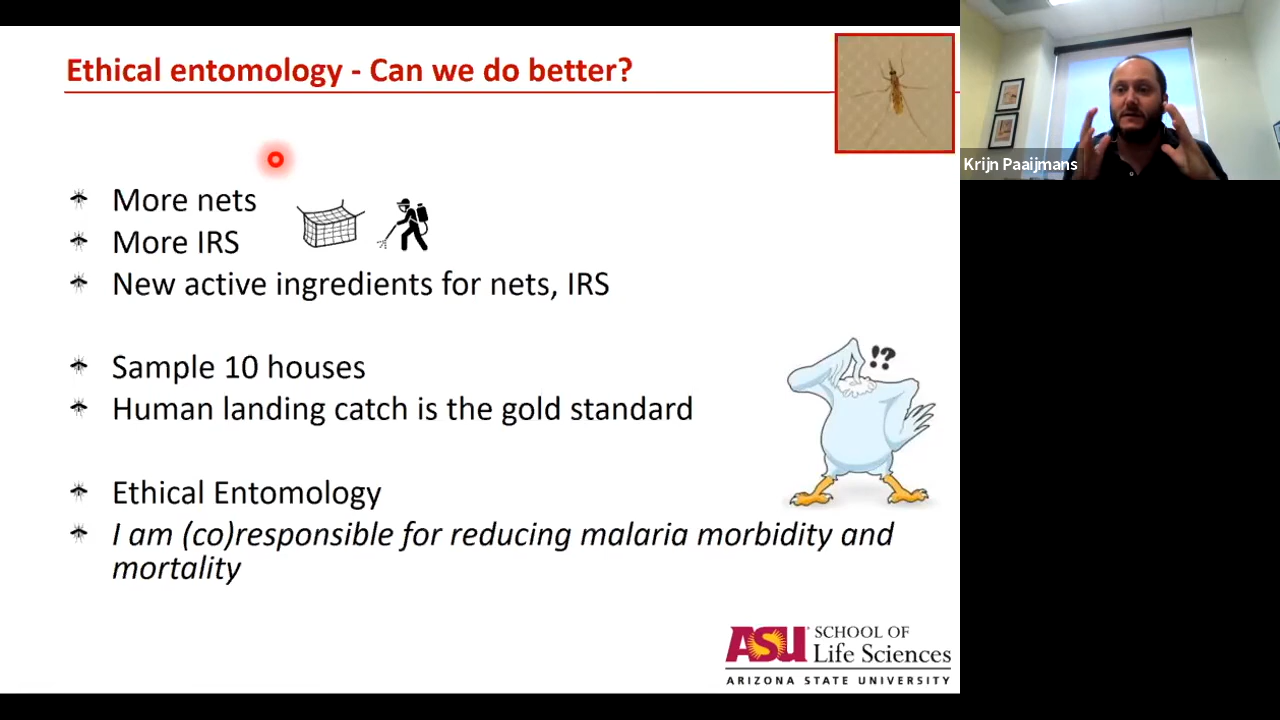 Ethical entomology - Can we do better?
Krijn Paaijmans
More nets
More IRS
New active ingredients for nets, IRS
Sample 10 houses
!?
Human landing catch is the gold standard
Ethical Entomology
I am (co)responsible for reducing malaria morbidity and
mortality
ASU SCHOOL OF
Life Sciences
ARIZONA STATE UNIVERSITY